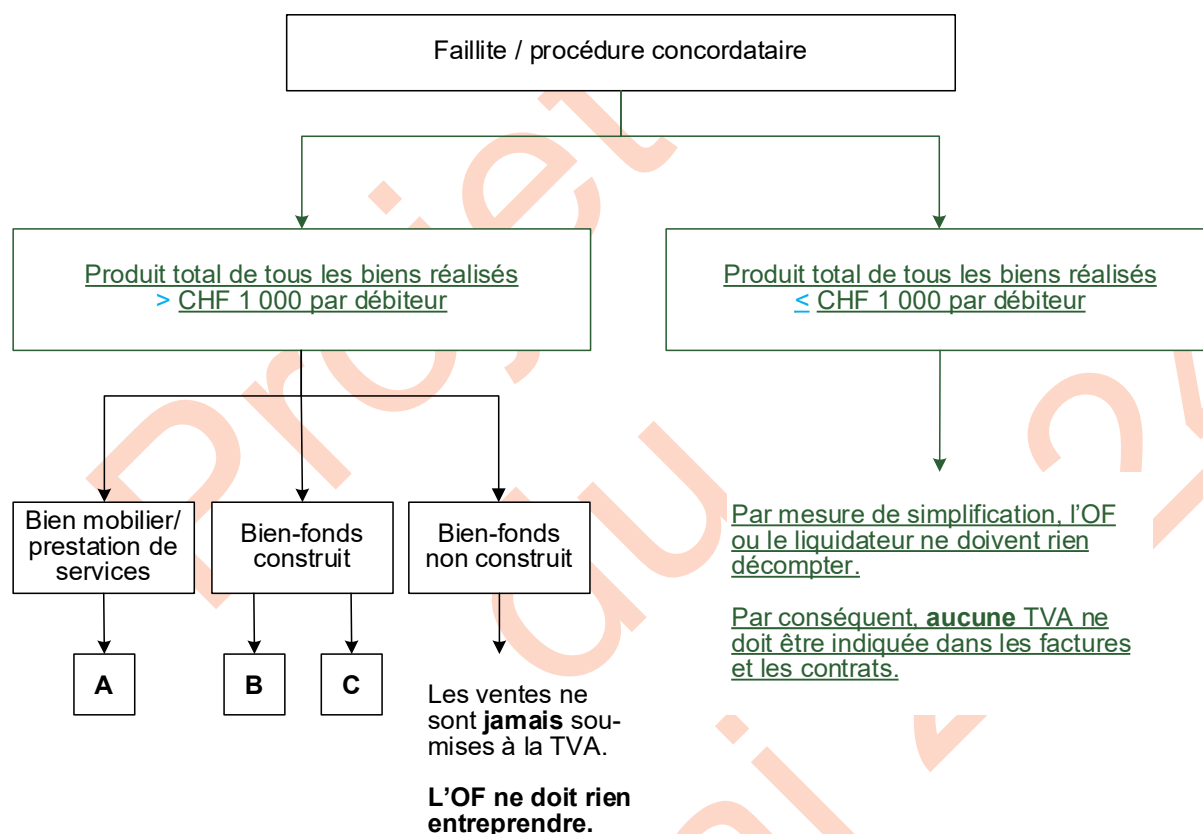 Faillite / procédure concordataire
Produit total de tous les biens réalisés
> CHF 1 000 par débiteur
Produit total de tous les biens réalisés
≤ CHF 1 000 par débiteur
Bien mobilier/
prestation de
services
Bien-fonds
construit
Bien-fonds
non construit
A
B
C
Les ventes ne
sont jamais sou-
mises à la TVA.
L'OF ne doit rien
entreprendre.
Par mesure de simplification, l'OF
ou le liquidateur ne doivent rien
décompter.
Par conséquent, aucune TVA ne
doit être indiquée dans les factures
et les contrats.
Projet
du